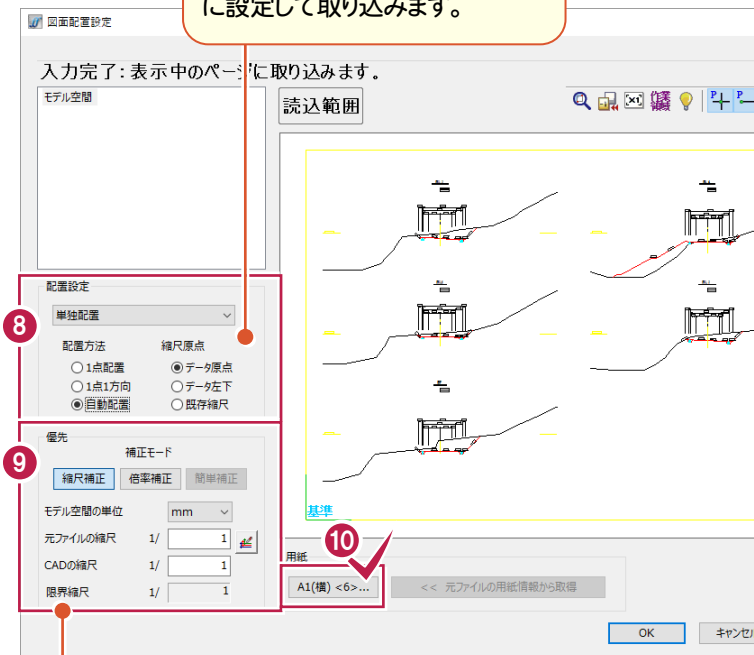 に設定して取り込みます。
図面配置設定
入力完了：表示中のページに取り込みます。
モデル空間
読込範囲
作業
基準
配置設定
8
単独配置
配置方法
縮尺原点
1点配置
データ原点
1点1方向
データ左下
自動配置
既存縮尺
優先
9
補正モード
縮尺補正
倍率補正
簡単補正
モデル空間の単位
mm
元ファイルの縮尺 1/ 1
CADの縮尺 1/ 1
限界縮尺 1/ 1
10
用紙
A1(横) <6>...
<< 元ファイルの用紙情報から取得
OK
キャンセル